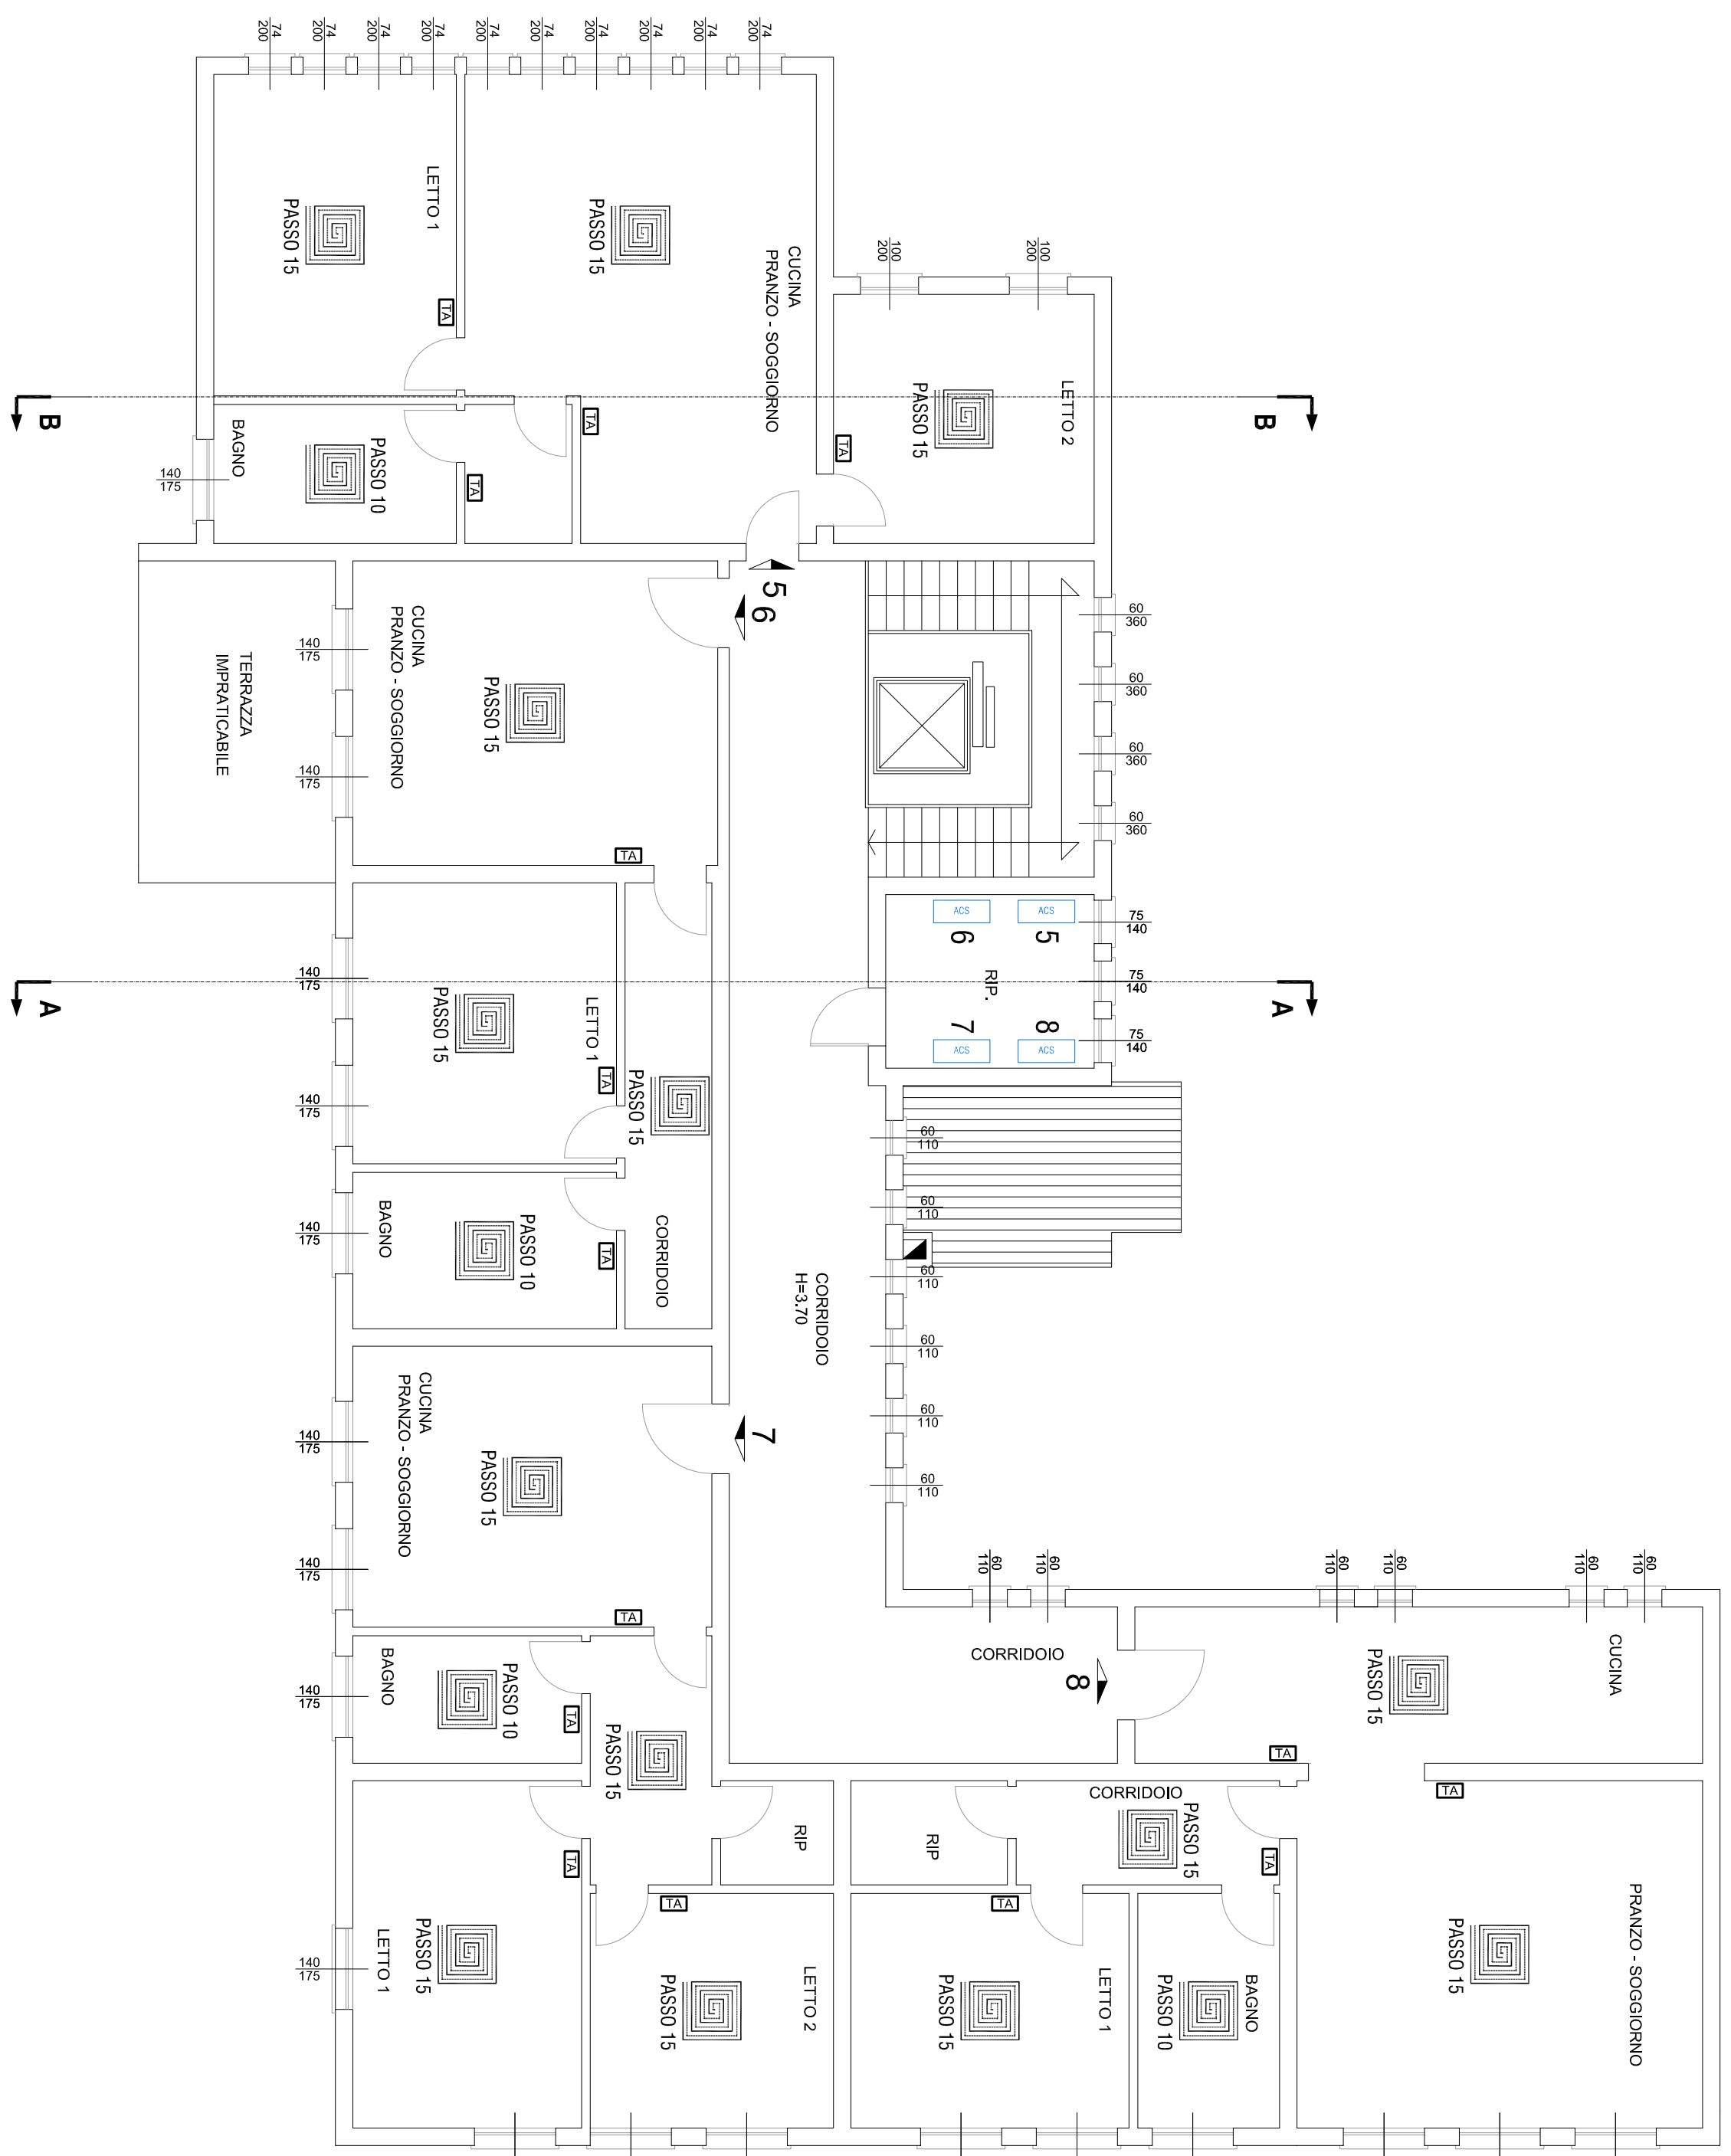 74
200
74
200
74
200
74
200
74
200
74
200
74
200
74
200
74
200
74
200
LETTO 1
PASSO 15
TA
PASSO 15
CUCINA
PRANZO - SOGGIORNO
100
200
100
200
PASSO 15
LETTO 2
TA
TA
B
B
BAGNO
PASSO 10
TA
140
175
5
6
CUCINA
PRANZO - SOGGIORNO
PASSO 15
140
175
140
175
TERRAZZA
IMPRATICABILE
TA
60
360
60
360
60
360
60
360
ACS
6
ACS
5
RIP.
7
ACS
8
ACS
75
140
75
140
75
140
A
A
140
175
140
175
PASSO 15
LETTO 1
TA
PASSO 15
CORRIDOIO
BAGNO
PASSO 10
TA
140
175
CORRIDOIO
H=3.70
60
110
60
110
60
110
60
110
60
110
60
110
7
CUCINA
PRANZO - SOGGIORNO
PASSO 15
140
175
140
175
TA
BAGNO
PASSO 10
TA
140
175
PASSO 15
60
110
60
110
60
110
60
110
60
110
60
110
CORRIDOIO
8
PASSO 15
CUCINA
TA
TA
CORRIDOIO
PASSO 15
TA
RIP
RIP
TA
LETTO 1
PASSO 15
140
175
TA
PASSO 15
LETTO 2
TA
PASSO 15
LETTO 1
PASSO 10
BAGNO
PASSO 15
PRANZO - SOGGIORNO